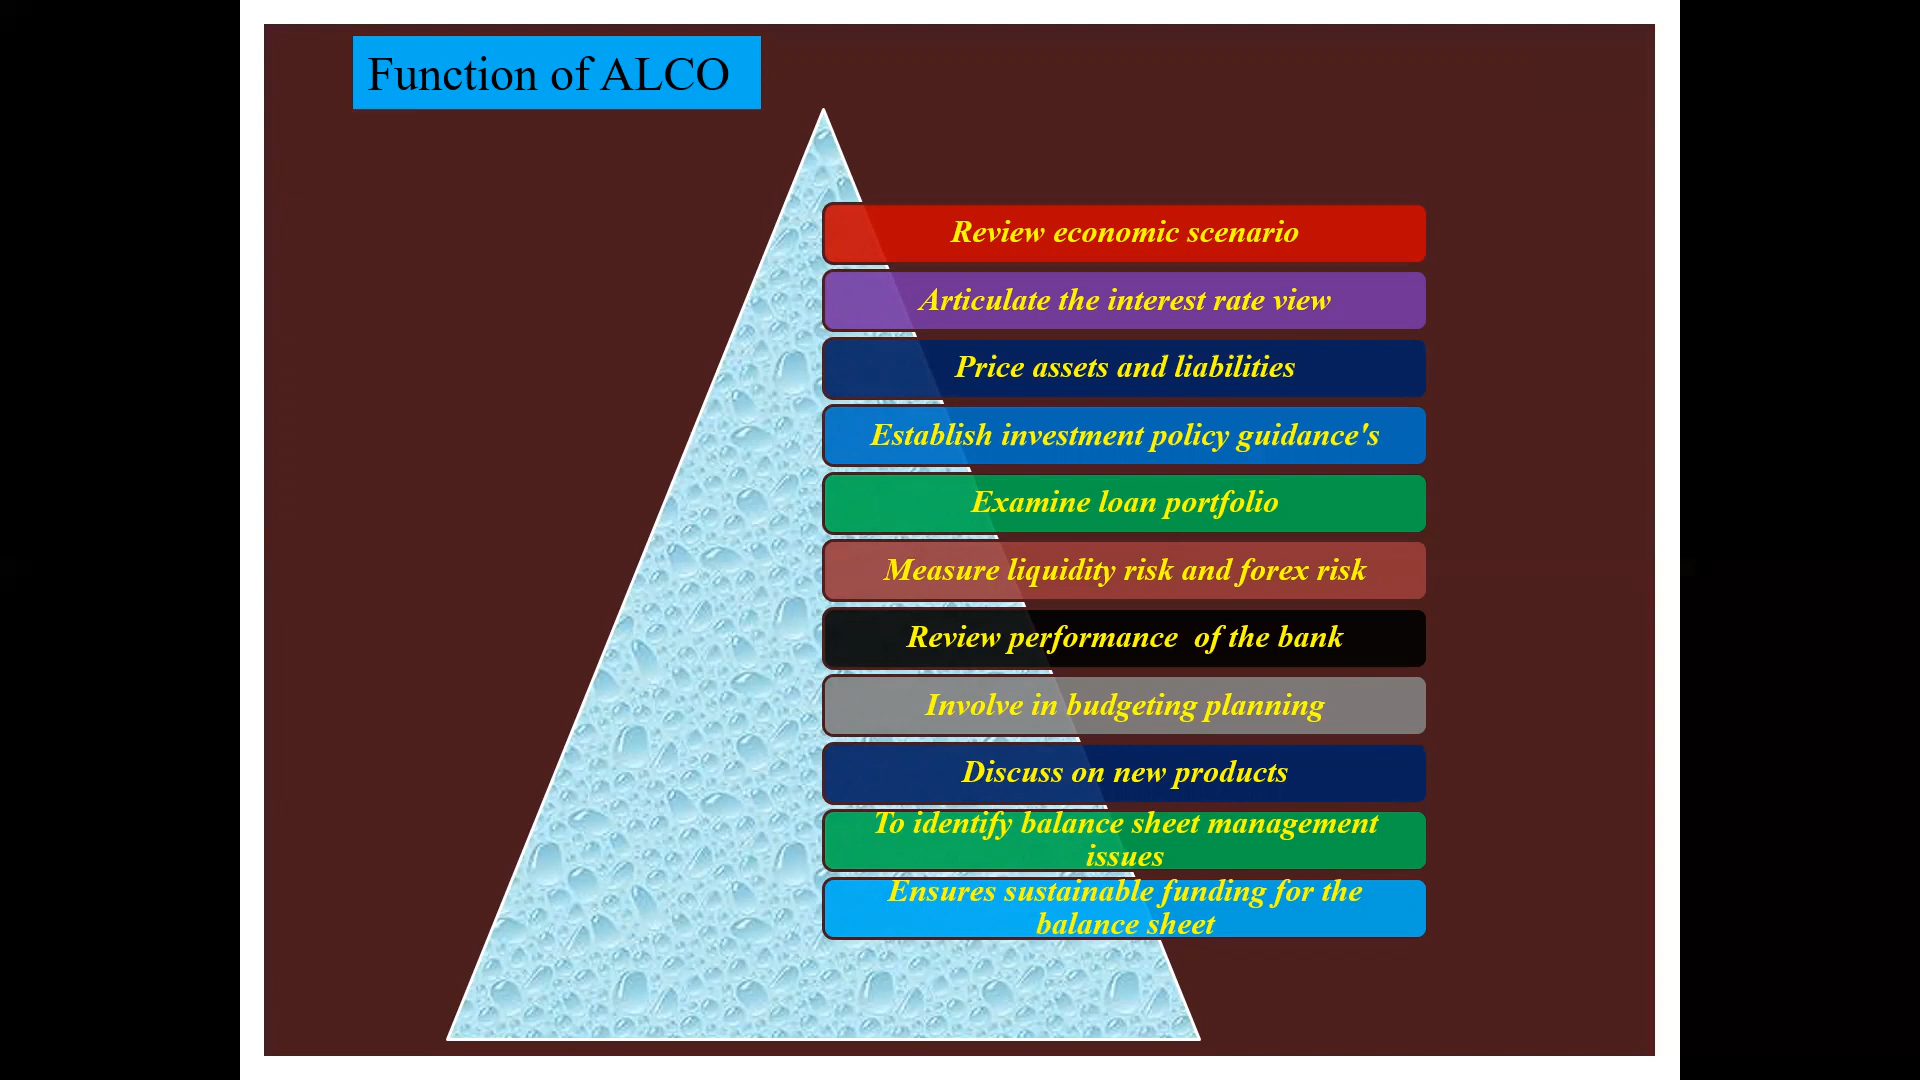 Function of ALCO
Review economic scenario
Articulate the interest rate view
Price assets and liabilities
Establish investment policy guidance's
Examine loan portfolio
Measure liquidity risk and forex risk
Review performance  of the bank
Involve in budgeting planning
Discuss on new products
To identify balance sheet management
issues
Ensures sustainable funding for the
balance sheet